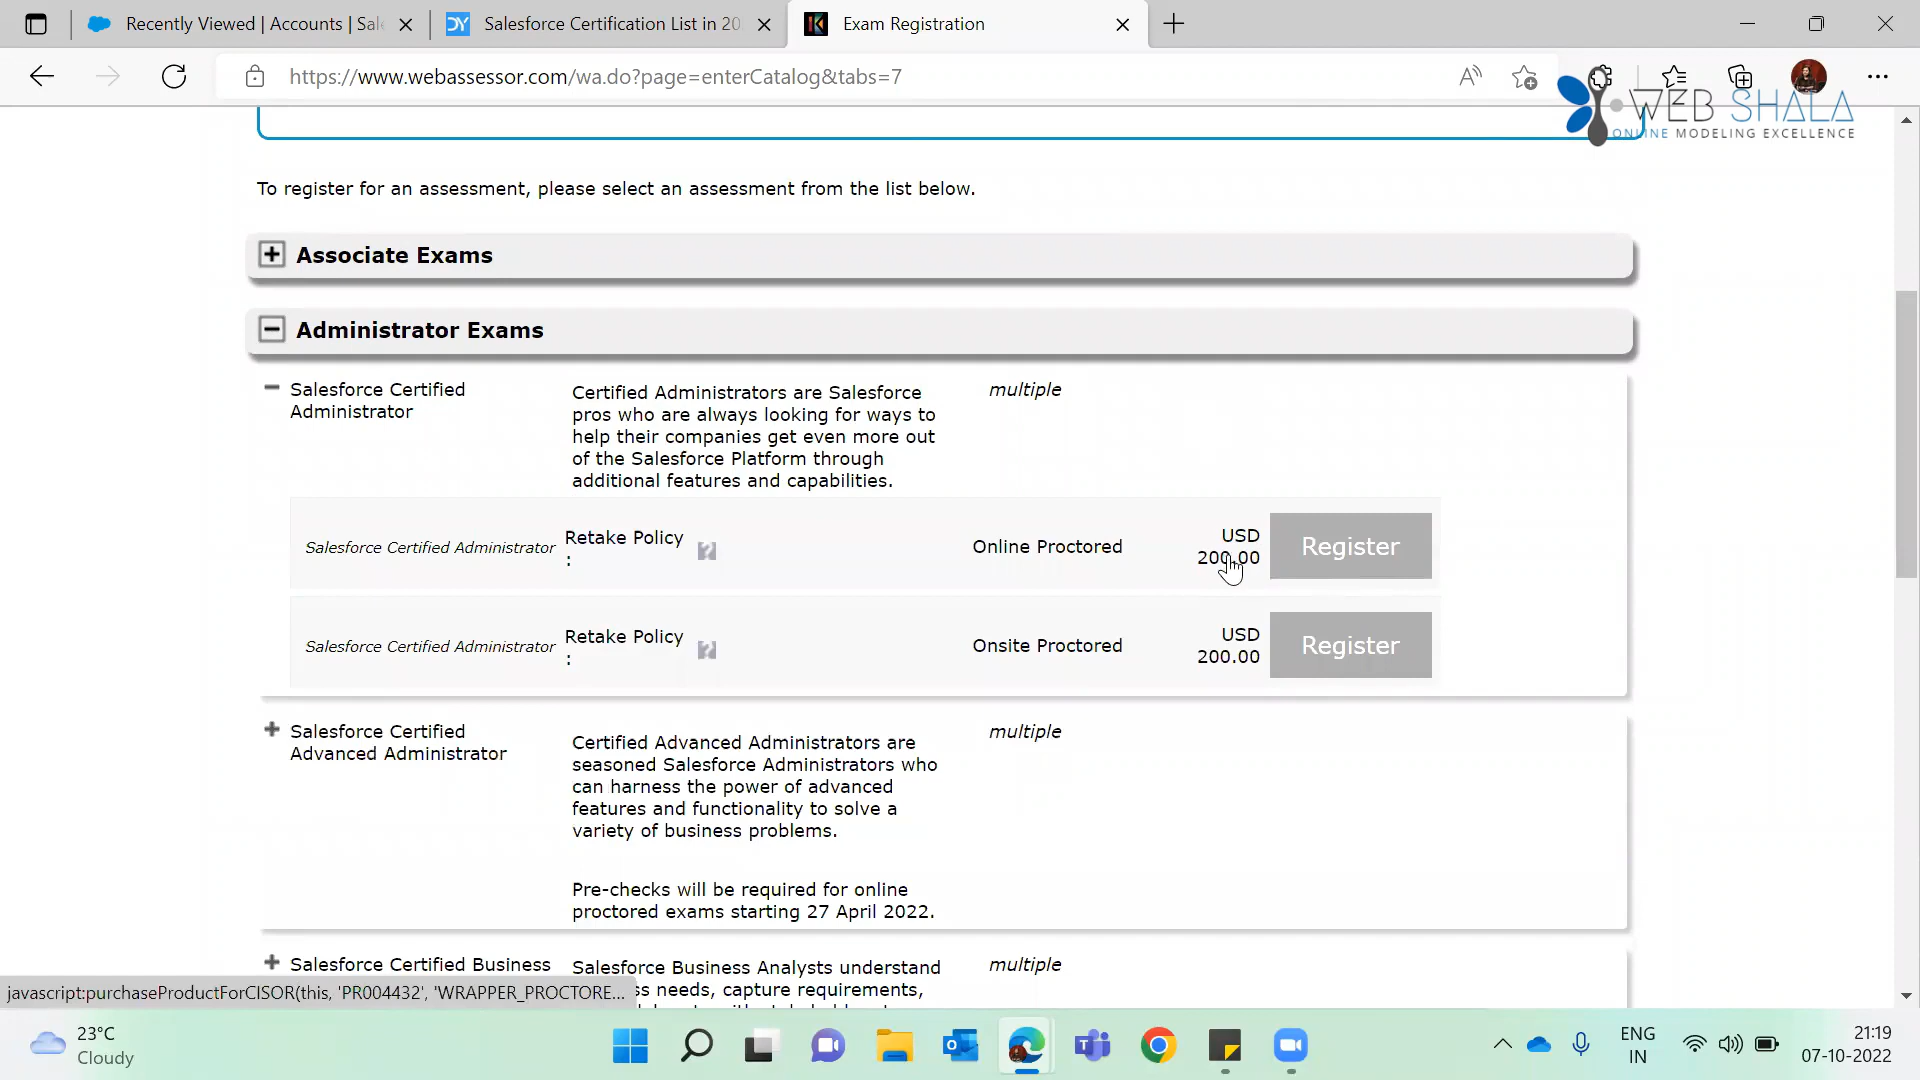 Recently Viewed | Accounts | Sal
Salesforce Certification List in 20
Exam Registration
https://www.webassessor.com/wa.do?page=enterCatalog&tabs=7
WEB SHALA
ONLINE MODELING EXCELLENCE
To register for an assessment, please select an assessment from the list below.
Associate Exams
Administrator Exams
Salesforce Certified
Administrator
Certified Administrators are Salesforce
pros who are always looking for ways to
help their companies get even more out
of the Salesforce Platform through
additional features and capabilities.
multiple
Salesforce Certified Administrator
Retake Policy
:
Online Proctored
USD
200.00
Register
Salesforce Certified Administrator
Retake Policy
:
Onsite Proctored
USD
200.00
Register
Salesforce Certified
Advanced Administrator
Certified Advanced Administrators are
seasoned Salesforce Administrators who
can harness the power of advanced
features and functionality to solve a
variety of business problems.
Pre-checks will be required for online
proctored exams starting 27 April 2022.
multiple
Salesforce Certified Business
Salesforce Business Analysts understand
ss needs, capture requirements,
multiple
javascript:purchaseProductForCISOR(this, 'PR004432', 'WRAPPER_PROCTORE...
23°C
Cloudy
ENG
IN
21:19
07-10-2022